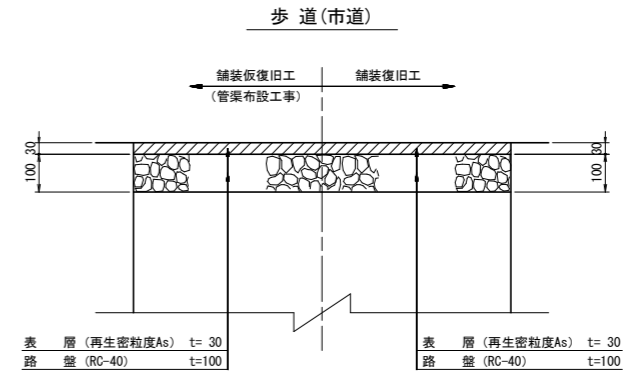 歩 道(市道)
舗装仮復旧工 舗装復旧工
(管渠布設工事)
30 30
100 100
表 層 (再生密粒度As) t= 30 表 層 (再生密粒度As) t= 30
路 盤 (RC-40) t=100 路 盤 (RC-40) t=100